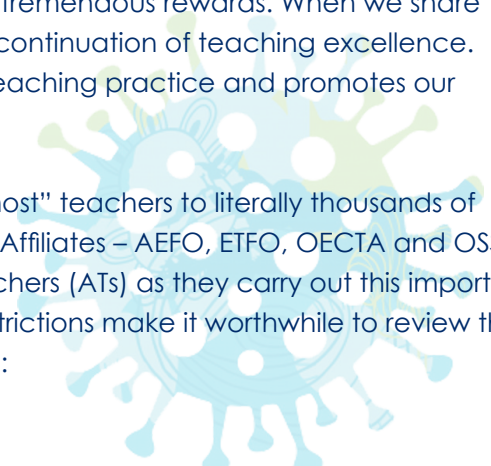 tremendous rewards. When we share
continuation of teaching excellence.
eaching practice and promotes our
ost” teachers to literally thousands of
Affiliates – AEFO, ETFO, OECTA and OS
chers (ATs) as they carry out this import
trictions make it worthwhile to review th
: